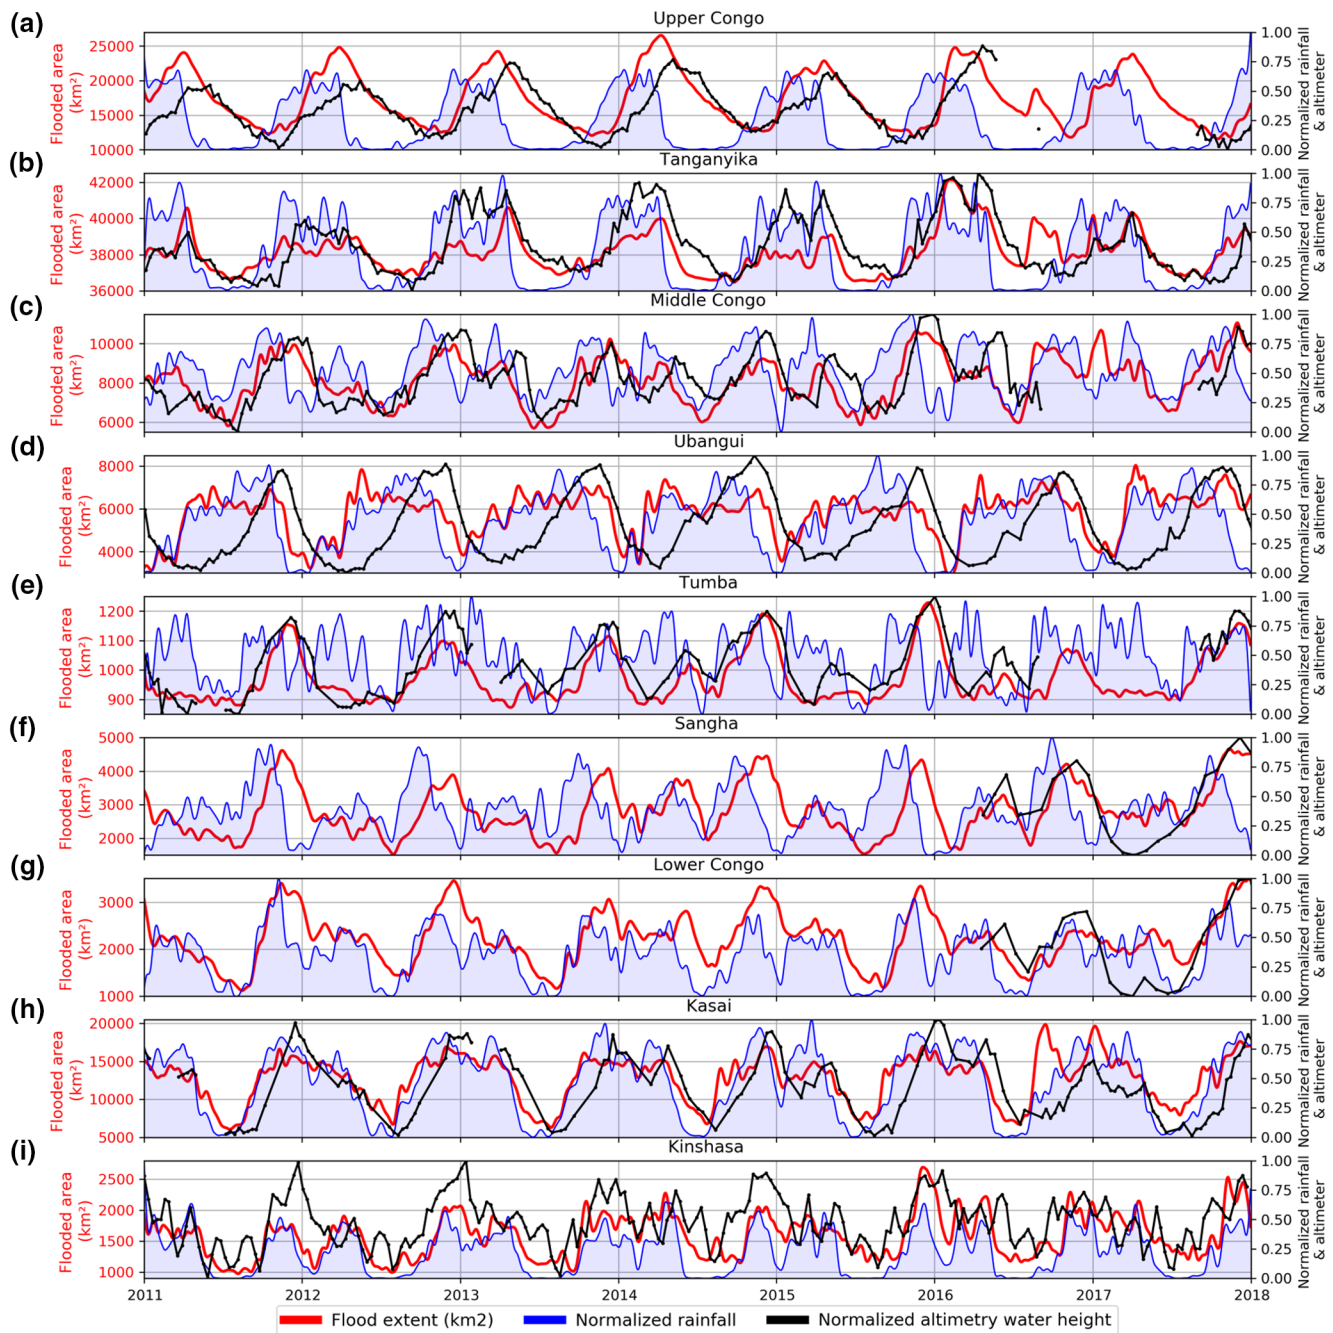 (a)
Upper Congo
Flooded area
(km²)
25000
20000
15000
10000
1.00
0.75
0.50
0.25
0.00
Normalized rainfall
& altimeter
(b)
Tanganyika
Flooded area
(km²)
42000
40000
38000
36000
1.00
0.75
0.50
0.25
0.00
Normalized rainfall
& altimeter
(c)
Middle Congo
Flooded area
(km²)
10000
8000
6000
1.00
0.75
0.50
0.25
0.00
Normalized rainfall
& altimeter
(d)
Ubangui
Flooded area
(km²)
8000
6000
4000
1.00
0.75
0.50
0.25
0.00
Normalized rainfall
& altimeter
(e)
Tumba
Flooded area
(km²)
1200
1100
1000
900
1.00
0.75
0.50
0.25
0.00
Normalized rainfall
& altimeter
(f)
Sangha
Flooded area
(km²)
5000
4000
3000
2000
1.00
0.75
0.50
0.25
0.00
Normalized rainfall
& altimeter
(g)
Lower Congo
Flooded area
(km²)
3000
2000
1000
1.00
0.75
0.50
0.25
0.00
Normalized rainfall
& altimeter
(h)
Kasai
Flooded area
(km²)
20000
15000
10000
5000
1.00
0.75
0.50
0.25
0.00
Normalized rainfall
& altimeter
(i)
Kinshasa
Flooded area
(km²)
2500
2000
1500
1000
1.00
0.75
0.50
0.25
0.00
Normalized rainfall
& altimeter
2011 2012 2013 2014 2015 2016 2017 2018
Flood extent (km2) Normalized rainfall Normalized altimetry water height